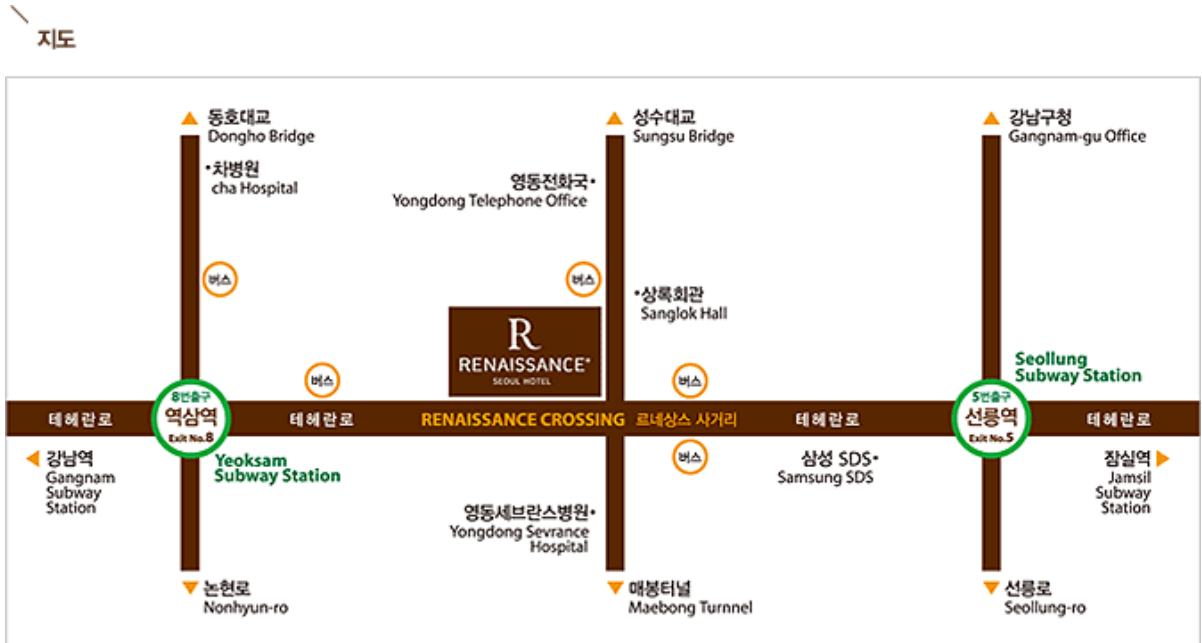 지도
동호대교
Dongho Bridge
차병원
cha Hospital
버스
성수대교
Sungsu Bridge
영동전화국
Yongdong Telephone Office
버스
상록회관
Sanglok Hall
강남구청
Gangnam-gu Office
R
RENAISSANCE
SEOUL HOTEL
버스
버스
Seollung
Subway Station
테헤란로
8번출구
역삼역
Exit No.8
테헤란로
RENAISSANCE CROSSING 르네상스 사거리
테헤란로
5번출구
선릉역
Exit No.5
테헤란로
강남역
Gangnam
Subway
Station
Yeoksam
Subway Station
버스
삼성 SDS
Samsung SDS
잠실역
Jamsil
Subway
Station
영동세브란스병원
Yongdong Sevrance
Hospital
논현로
Nonhyun-ro
매봉터널
Maebong Turnnel
선릉로
Seollung-ro